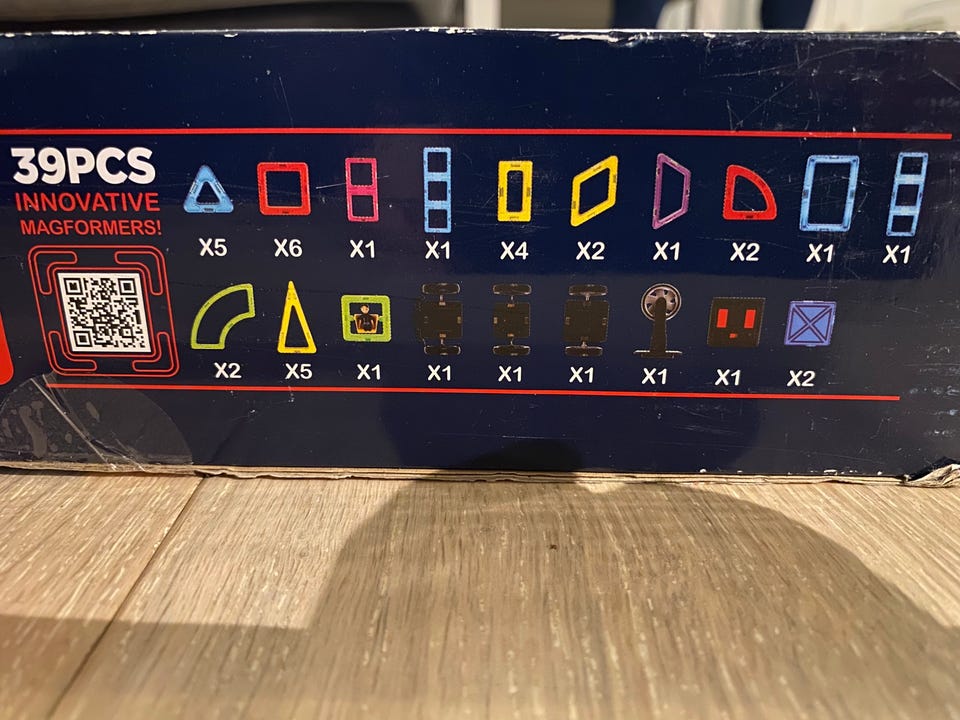 39PCS
INNOVATIVE
MAGFORMERS!
X5 X6 X1 X1 X4 X2 X1 X2 X1 X1
X2 X5 X1 X1 X1 X1 X1 X1 X2